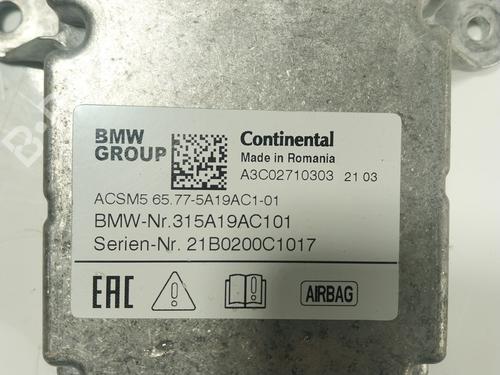 BMW
GROUP
Continental
Made in Romania
A3C02710303 21 03
ACSM5 65.77-5A19AC1-01
BMW-Nr.315A19AC101
Serien-Nr. 21B0200C1017
EAC
AIRBAG